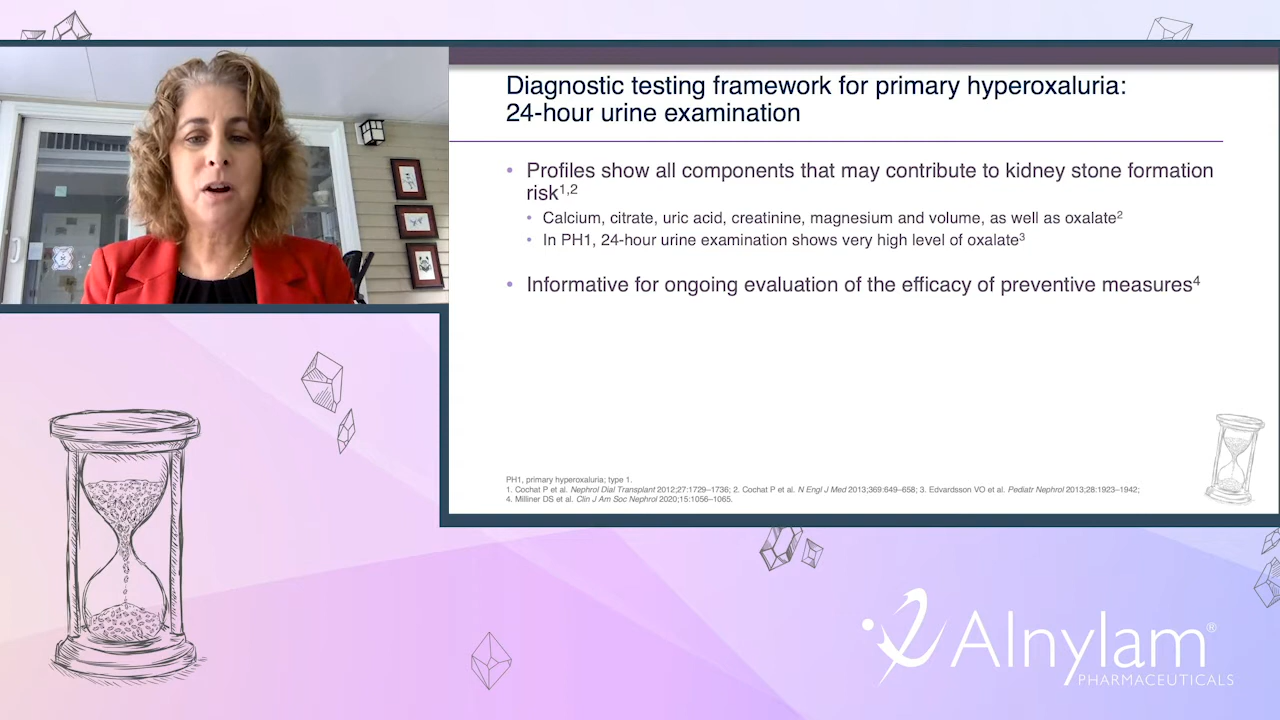 Diagnostic testing framework for primary hyperoxaluria:
24-hour urine examination
• Profiles show all components that may contribute to kidney stone formation
risk1,2
• Calcium, citrate, uric acid, creatinine, magnesium and volume, as well as oxalate2
• In PH1, 24-hour urine examination shows very high level of oxalate3
• Informative for ongoing evaluation of the efficacy of preventive measures4
PH1, primary hyperoxaluria; type 1.
1. Cochat P et al. Nephrol Dial Transplant 2012;27:1729–1736; 2. Cochat P et al. N Engl J Med 2013;369:649–658; 3. Edvardsson VO et al. Pediatr Nephrol 2013;28:1923–1942;
4. Milliner DS et al. Clin J Am Soc Nephrol 2020;15:1056–1065.
Alnylam®
PHARMACEUTICALS